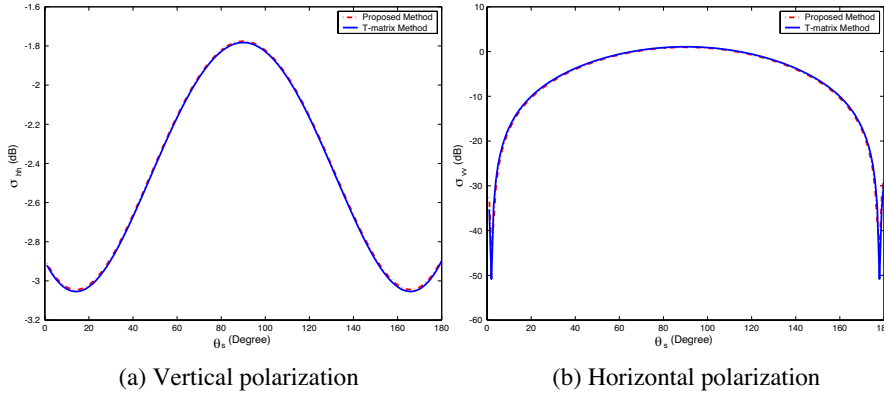 -1.6
-1.8
-2
-2.2
-2.4
-2.6
-2.8
-3
-3.2
0 20 40 60 80 100 120 140 160 180
σhh (dB)
θs (Degree)
Proposed Method
T-matrix Method
(a) Vertical polarization
10
0
-10
-20
-30
-40
-50
-60
0 20 40 60 80 100 120 140 160 180
σvv (dB)
θs (Degree)
Proposed Method
T-matrix Method
(b) Horizontal polarization